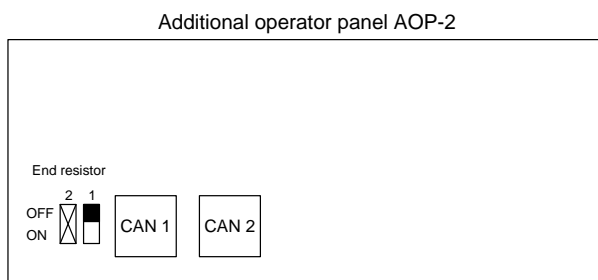 Additional operator panel AOP-2
End resistor
2 1
OFF
ON
CAN 1 CAN 2